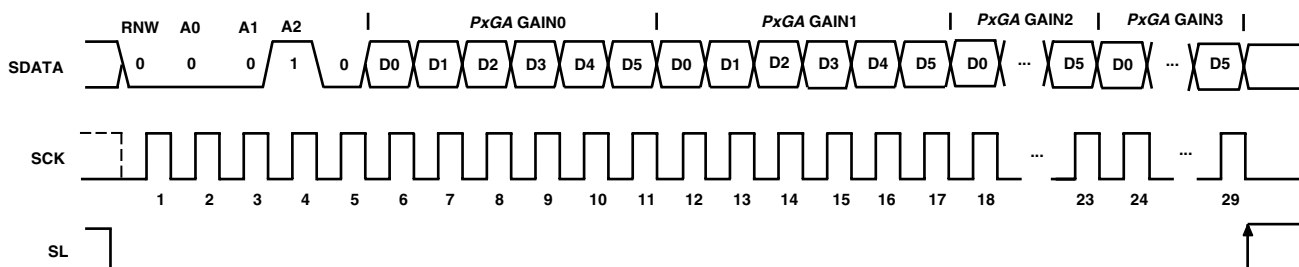 PxGA GAIN0 PxGA GAIN1 PxGA GAIN2 PxGA GAIN3
RNW A0 A1 A2
SDATA 0 0 0 1 0 D0 D1 D2 D3 D4 D5 D0 D1 D2 D3 D4 D5 D0 ... D5 D0 ... D5
SCK ... ...
1 2 3 4 5 6 7 8 9 10 11 12 13 14 15 16 17 18 23 24 29
SL